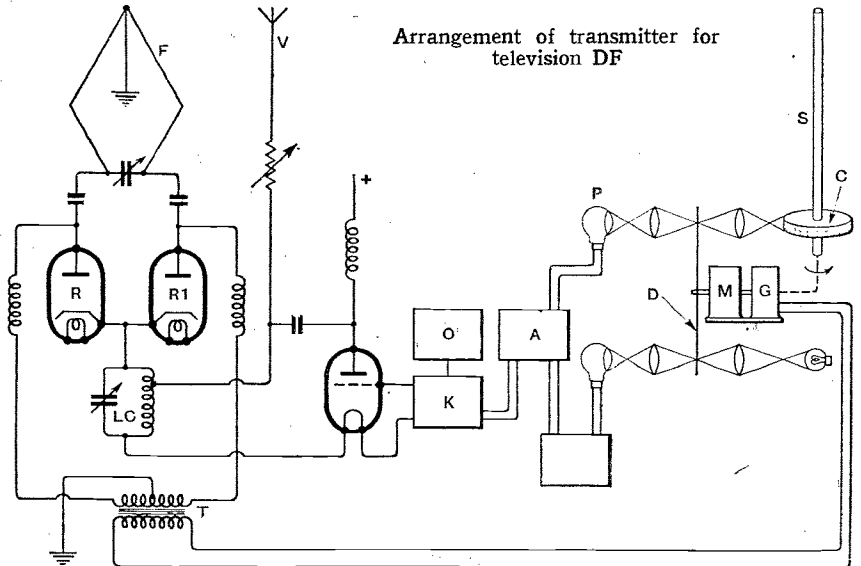 Arrangement of transmitter for
television DF
F
V
S
C
+
P
R
R1
M
G
D
O
A
K
LC
T